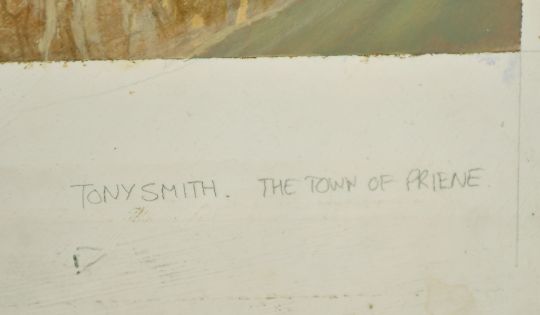 TONY SMITH. THE TOWN OF PRIENE.